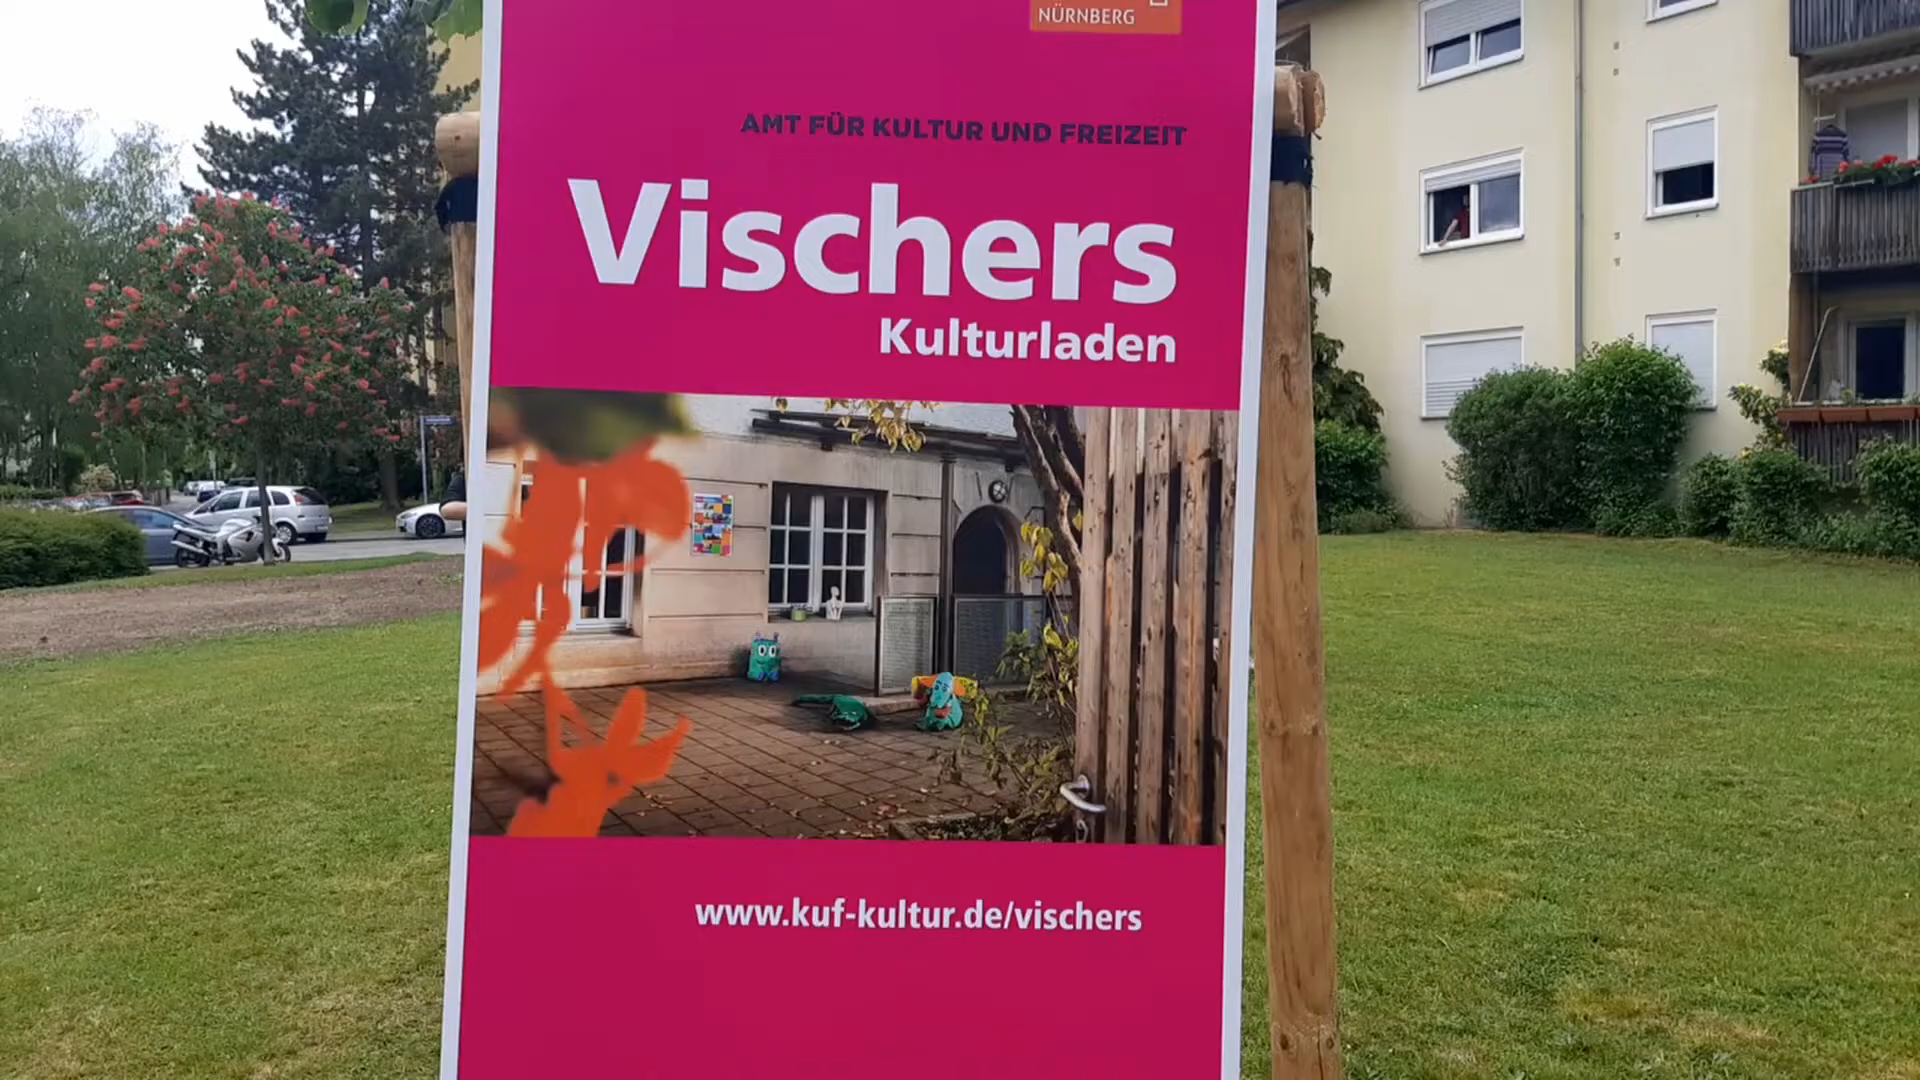 NÜRNBERG
AMT FÜR KULTUR UND FREIZEIT
Vischers
Kulturladen
www.kuf-kultur.de/vischers